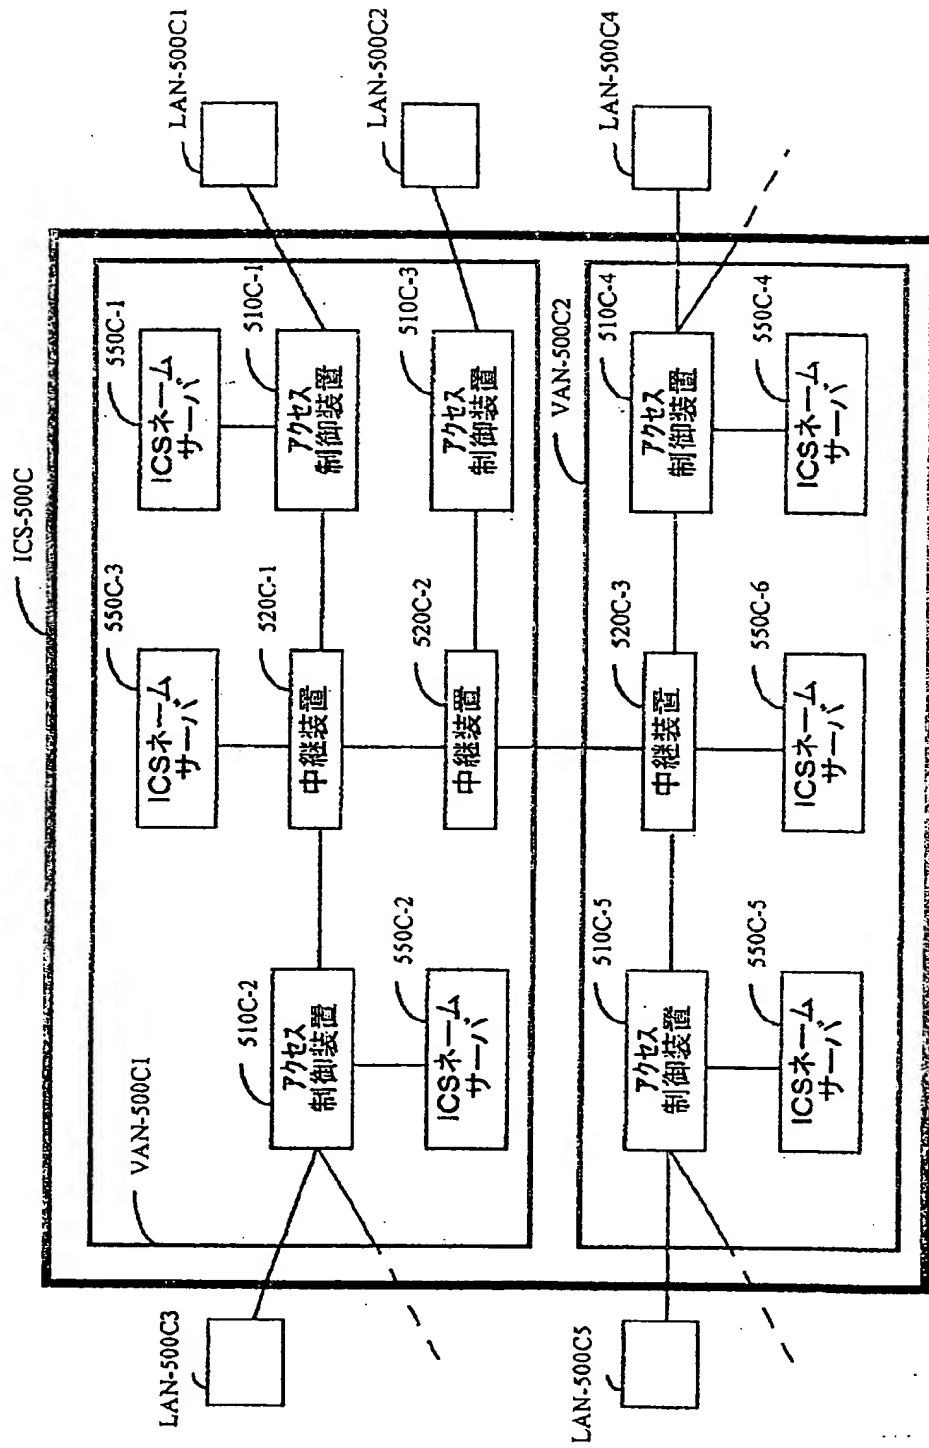 ICS-500C
VAN-500C1
LAN-500C3
510C-2
アクセス
制御装置
550C-2
ICSネーム
サーバ
550C-3
ICSネーム
サーバ
520C-1
中継装置
520C-2
中継装置
550C-1
ICSネーム
サーバ
510C-1
アクセス
制御装置
510C-3
アクセス
制御装置
LAN-500C1
LAN-500C2
VAN-500C2
LAN-500C5
510C-5
アクセス
制御装置
550C-5
ICSネーム
サーバ
520C-3
中継装置
550C-6
ICSネーム
サーバ
510C-4
アクセス
制御装置
550C-4
ICSネーム
サーバ
LAN-500C4